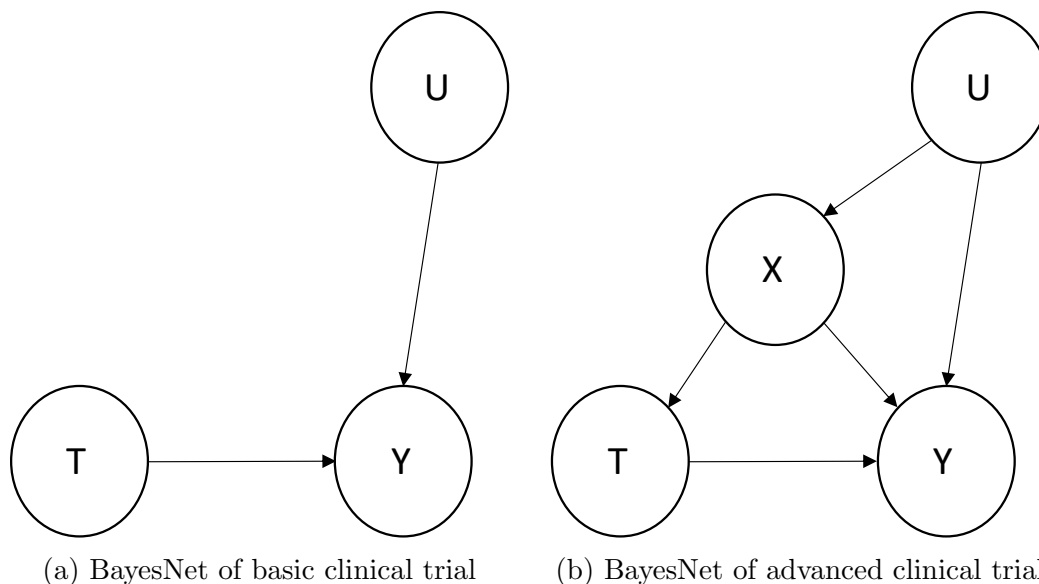 U
T
Y
(a) BayesNet of basic clinical trial
U
X
T
Y
(b) BayesNet of advanced clinical trial